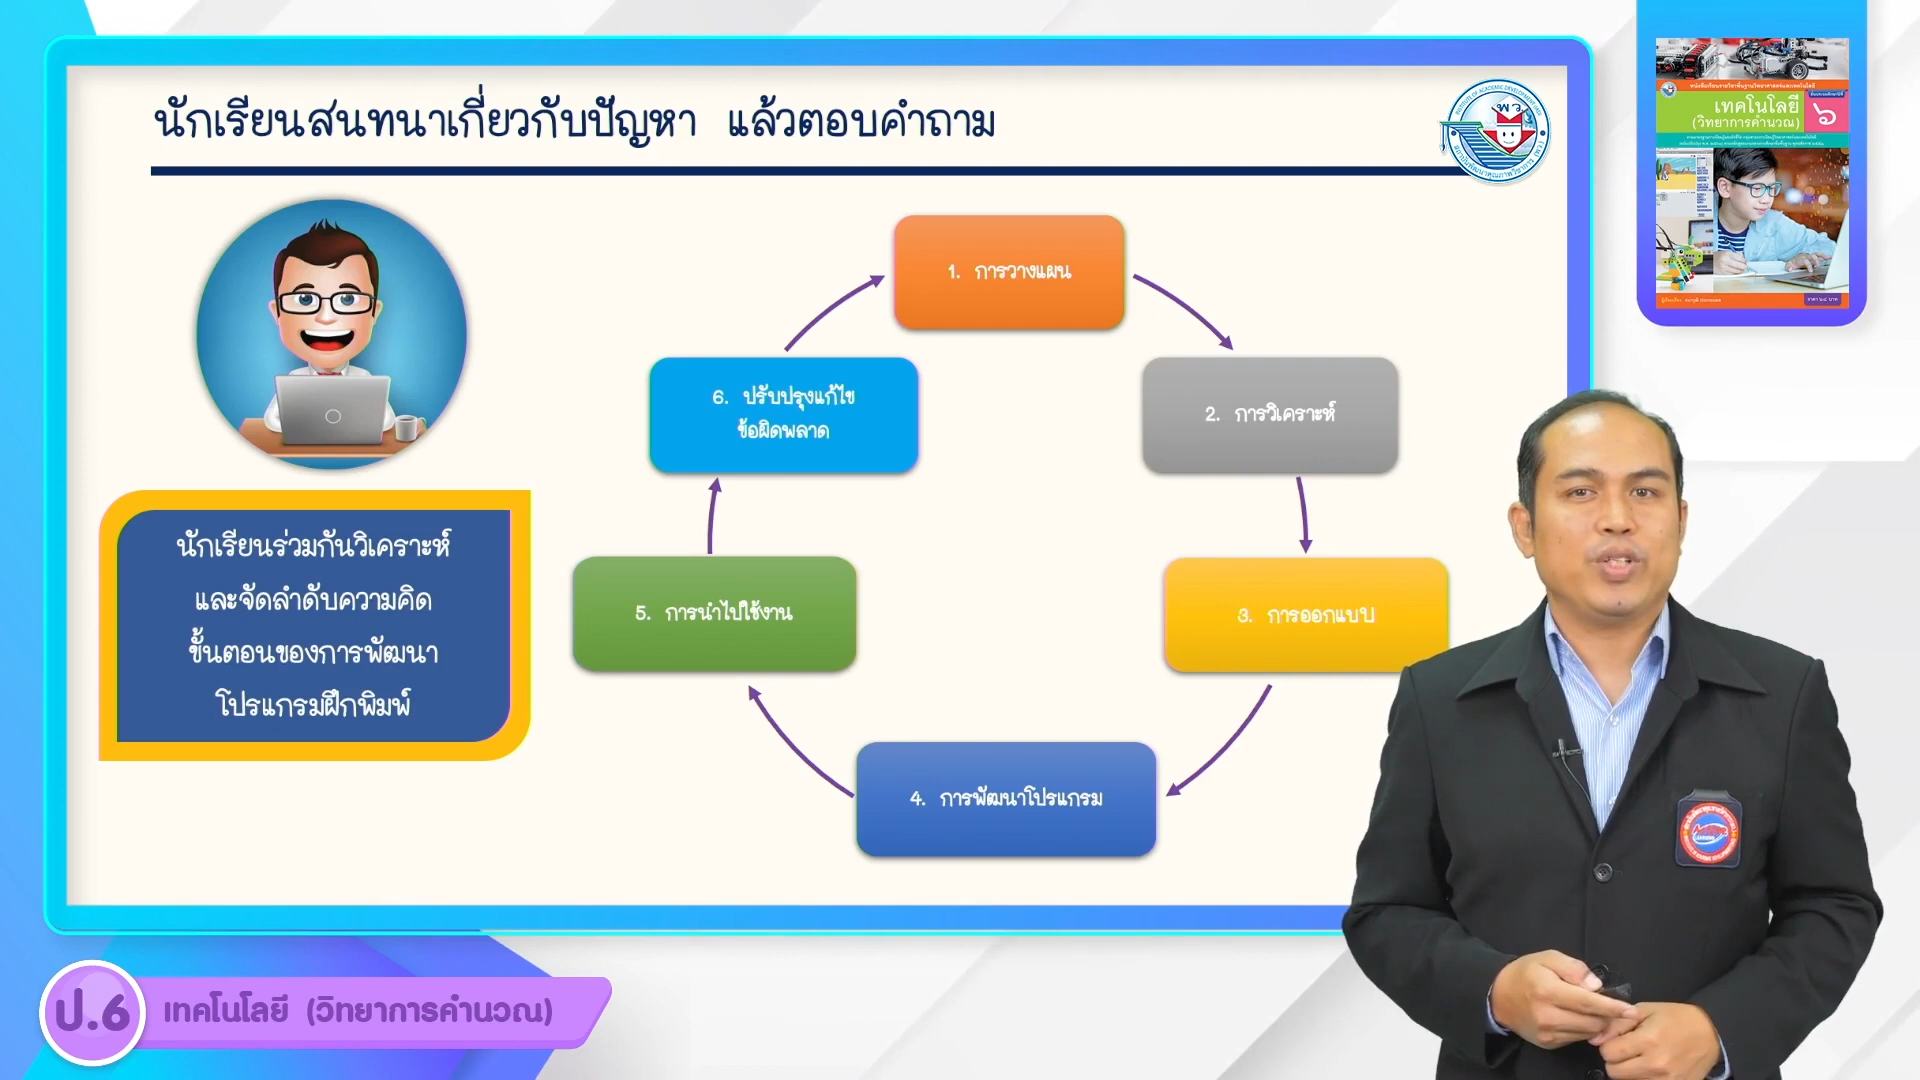 นักเรียนสนทนาเกี่ยวกับปัญหา แล้วตอบคำถาม
พว
เทคโนโลยี
(วิทยาการคำนวณ)
๖
1. การวางแผน
6. ปรับปรุงแก้ไข
ข้อผิดพลาด
2. การวิเคราะห์
5. การนำไปใช้งาน
3. การออกแบบ
4. การพัฒนาโปรแกรม
นักเรียนร่วมกันวิเคราะห์
และจัดลำดับความคิด
ขั้นตอนของการพัฒนา
โปรแกรมฝึกพิมพ์
ป.6 เทคโนโลยี (วิทยาการคำนวณ)